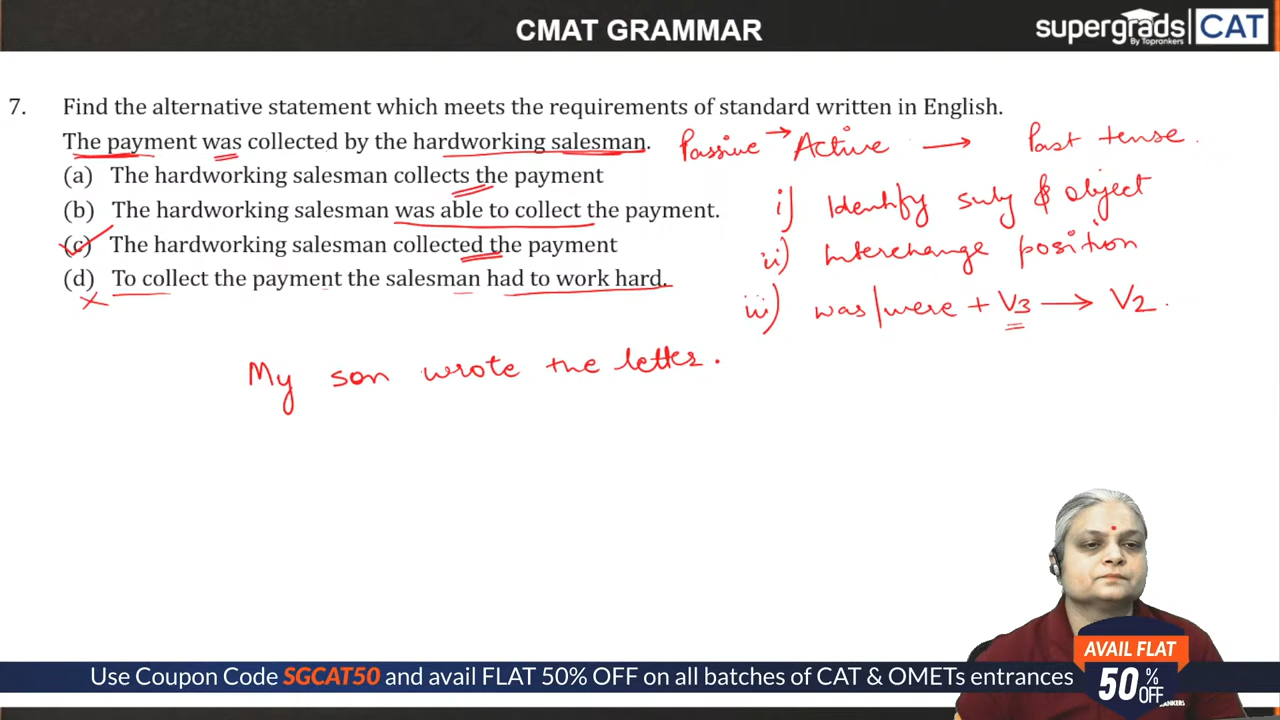 CMAT GRAMMAR
supergrads CAT
By Toprankers
7. Find the alternative statement which meets the requirements of standard written in English.
The payment was collected by the hardworking salesman. Passive → Active → Past tense.
(a) The hardworking salesman collects the payment
i) Identify subj & object
(b) The hardworking salesman was able to collect the payment.
ii) Interchange position
(c) The hardworking salesman collected the payment
(d) To collect the payment the salesman had to work hard.
iii) was/were + V3 → V2.
My son wrote the letter.
AVAIL FLAT
50% OFF
Use Coupon Code SGCAT50 and avail FLAT 50% OFF on all batches of CAT & OMETs entrances